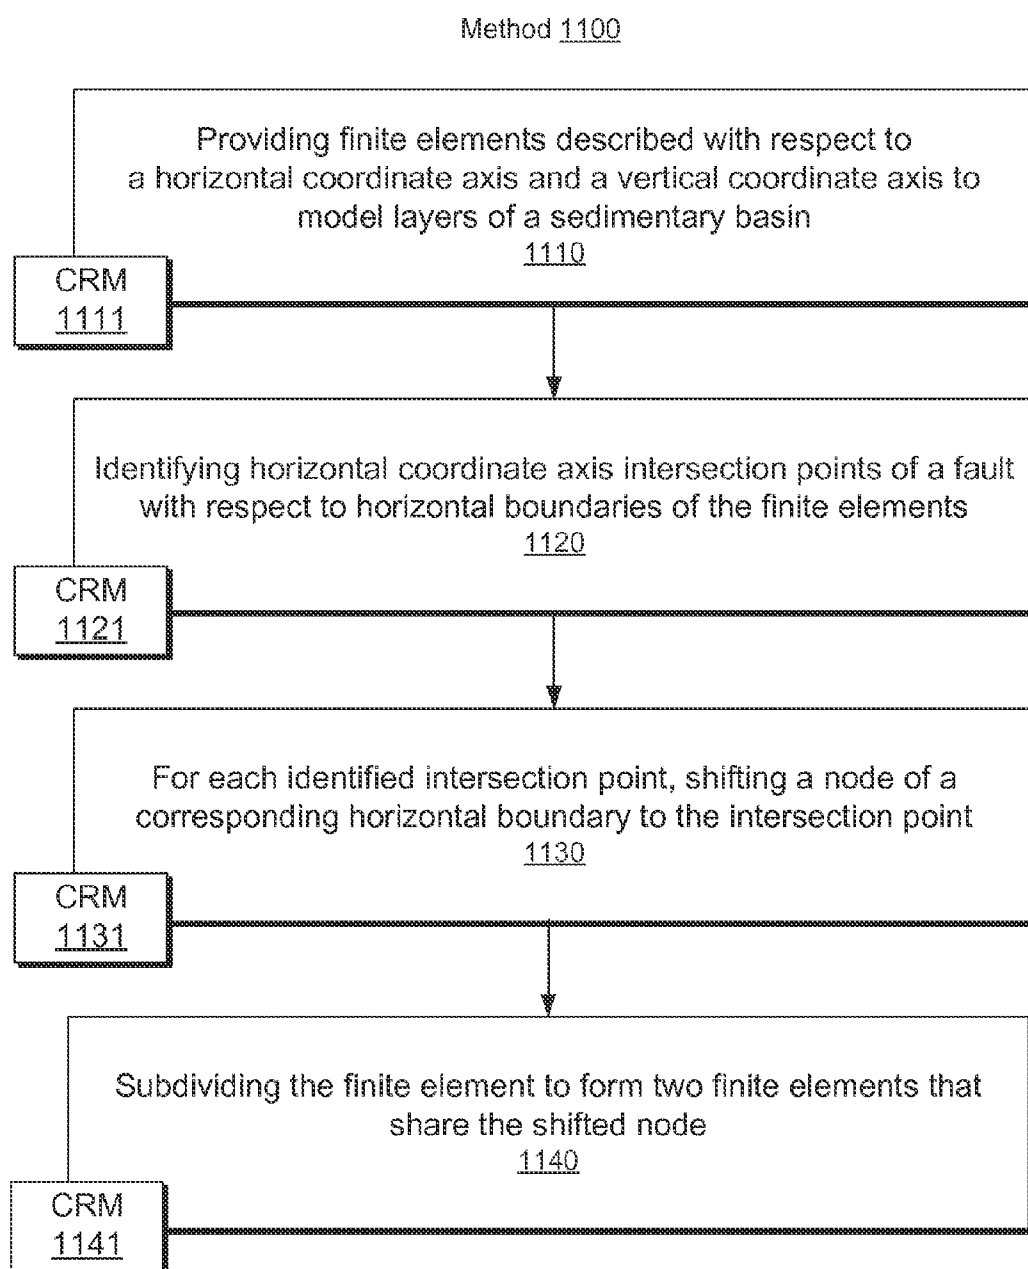 Method 1100
Providing finite elements described with respect to
a horizontal coordinate axis and a vertical coordinate axis to
model layers of a sedimentary basin
1110
CRM
1111
Identifying horizontal coordinate axis intersection points of a fault
with respect to horizontal boundaries of the finite elements
1120
CRM
1121
For each identified intersection point, shifting a node of a
corresponding horizontal boundary to the intersection point
1130
CRM
1131
Subdividing the finite element to form two finite elements that
share the shifted node
1140
CRM
1141